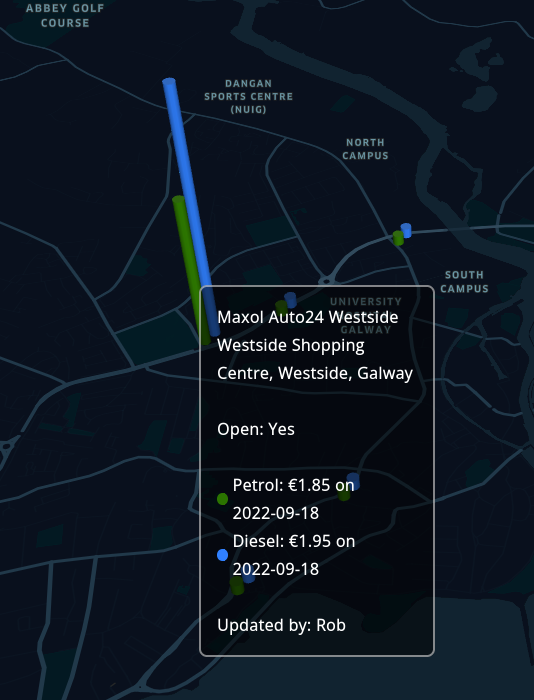 ABBEY GOLF
COURSE
DANGAN
SPORTS CENTRE
(NUIG)
NORTH
CAMPUS
SOUTH
CAMPUS
UNIVERSITY
GALWAY
Maxol Auto24 Westside
Westside Shopping
Centre, Westside, Galway
Open: Yes
Petrol: €1.85 on
2022-09-18
Diesel: €1.95 on
2022-09-18
Updated by: Rob